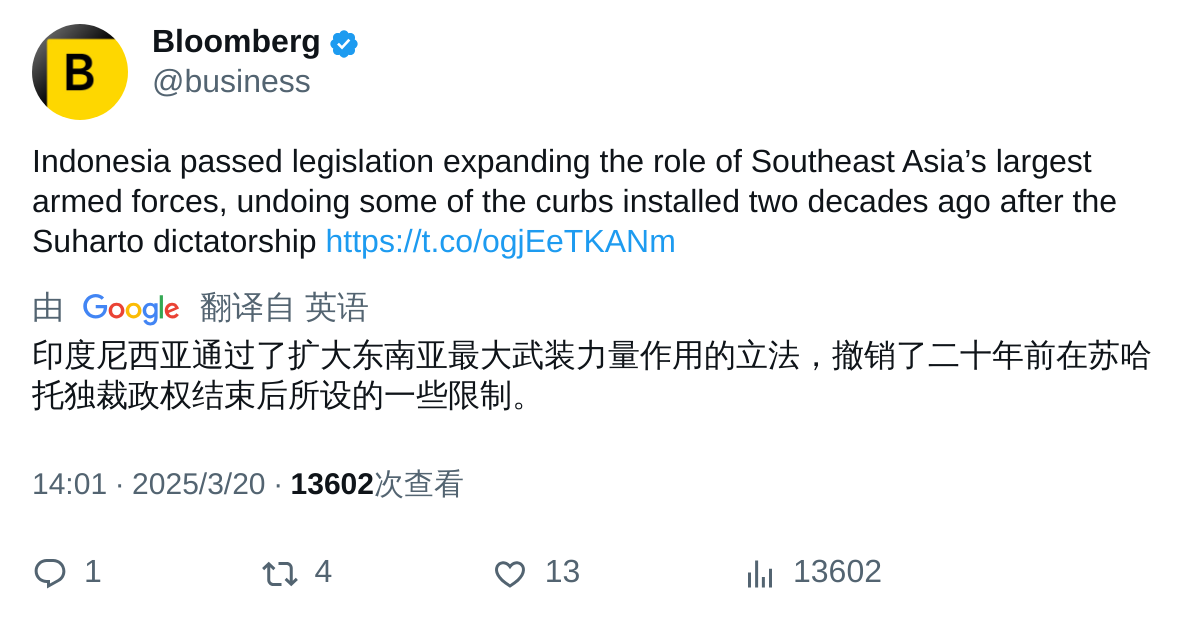 B
Bloomberg
@business
Indonesia passed legislation expanding the role of Southeast Asia’s largest
armed forces, undoing some of the curbs installed two decades ago after the
Suharto dictatorship https://t.co/ogjEeTKANm
由 Google 翻译自 英语
印度尼西亚通过了扩大东南亚最大武装力量作用的立法，撤销了二十年前在苏哈
托独裁政权结束后所设的一些限制。
14:01 · 2025/3/20 · 13602次查看
1 4 13 13602